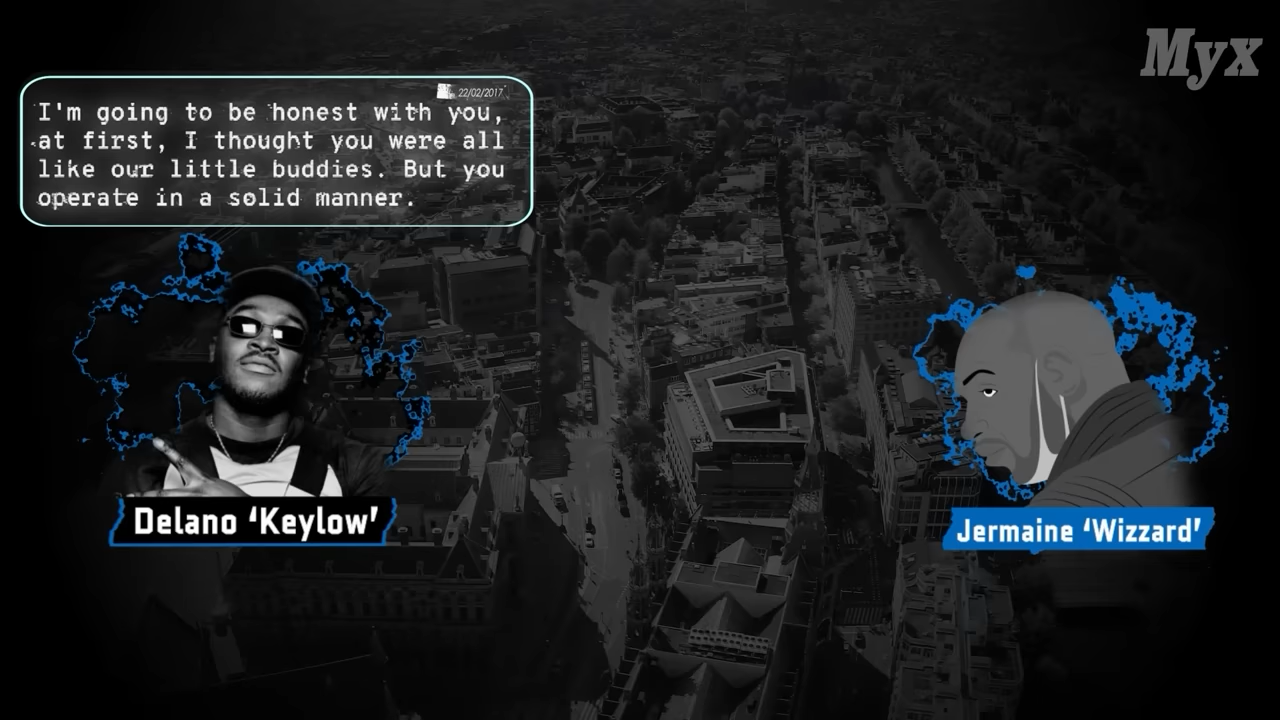 Myx
22/02/2017
I'm going to be honest with you,
at first, I thought you were all
like our little buddies. But you
operate in a solid manner.
Delano ‘Keylow’
Jermaine ‘Wizzard’